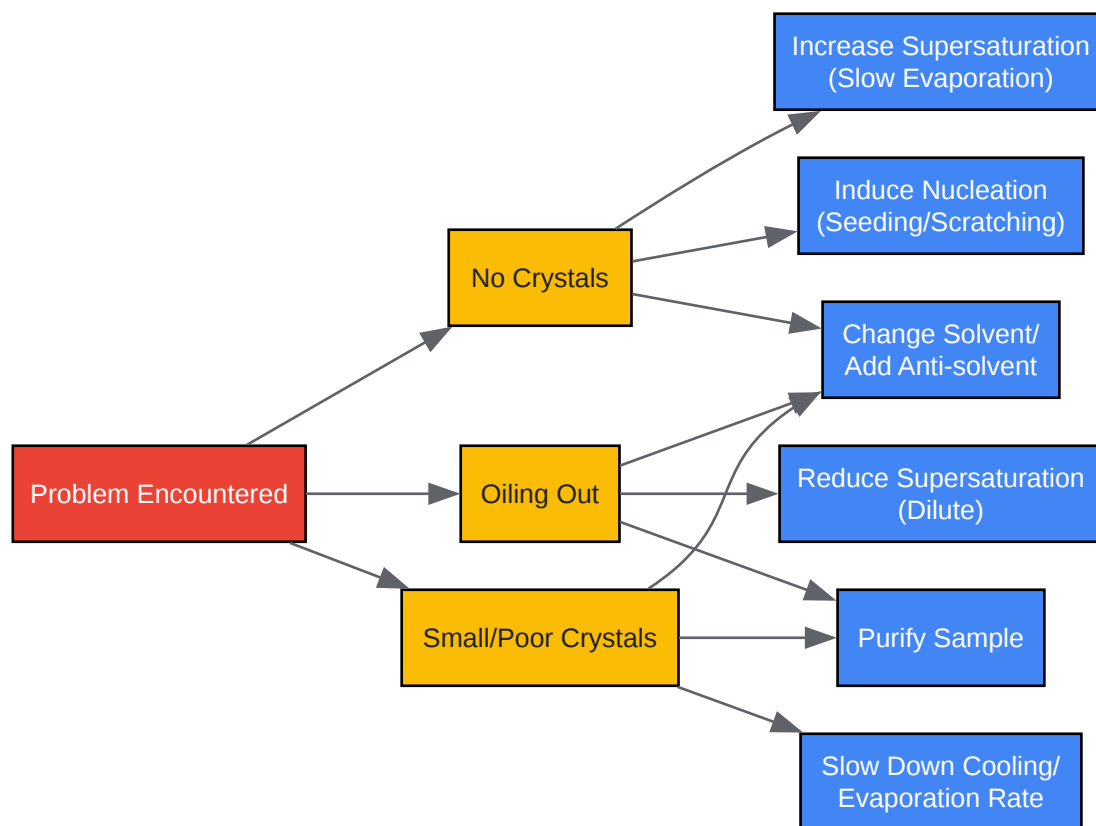 Increase Supersaturation
(Slow Evaporation)
Induce Nucleation
(Seeding/Scratching)
No Crystals
Change Solvent/
Add Anti-solvent
Problem Encountered
Oiling Out
Reduce Supersaturation
(Dilute)
Small/Poor Crystals
Purify Sample
Slow Down Cooling/
Evaporation Rate